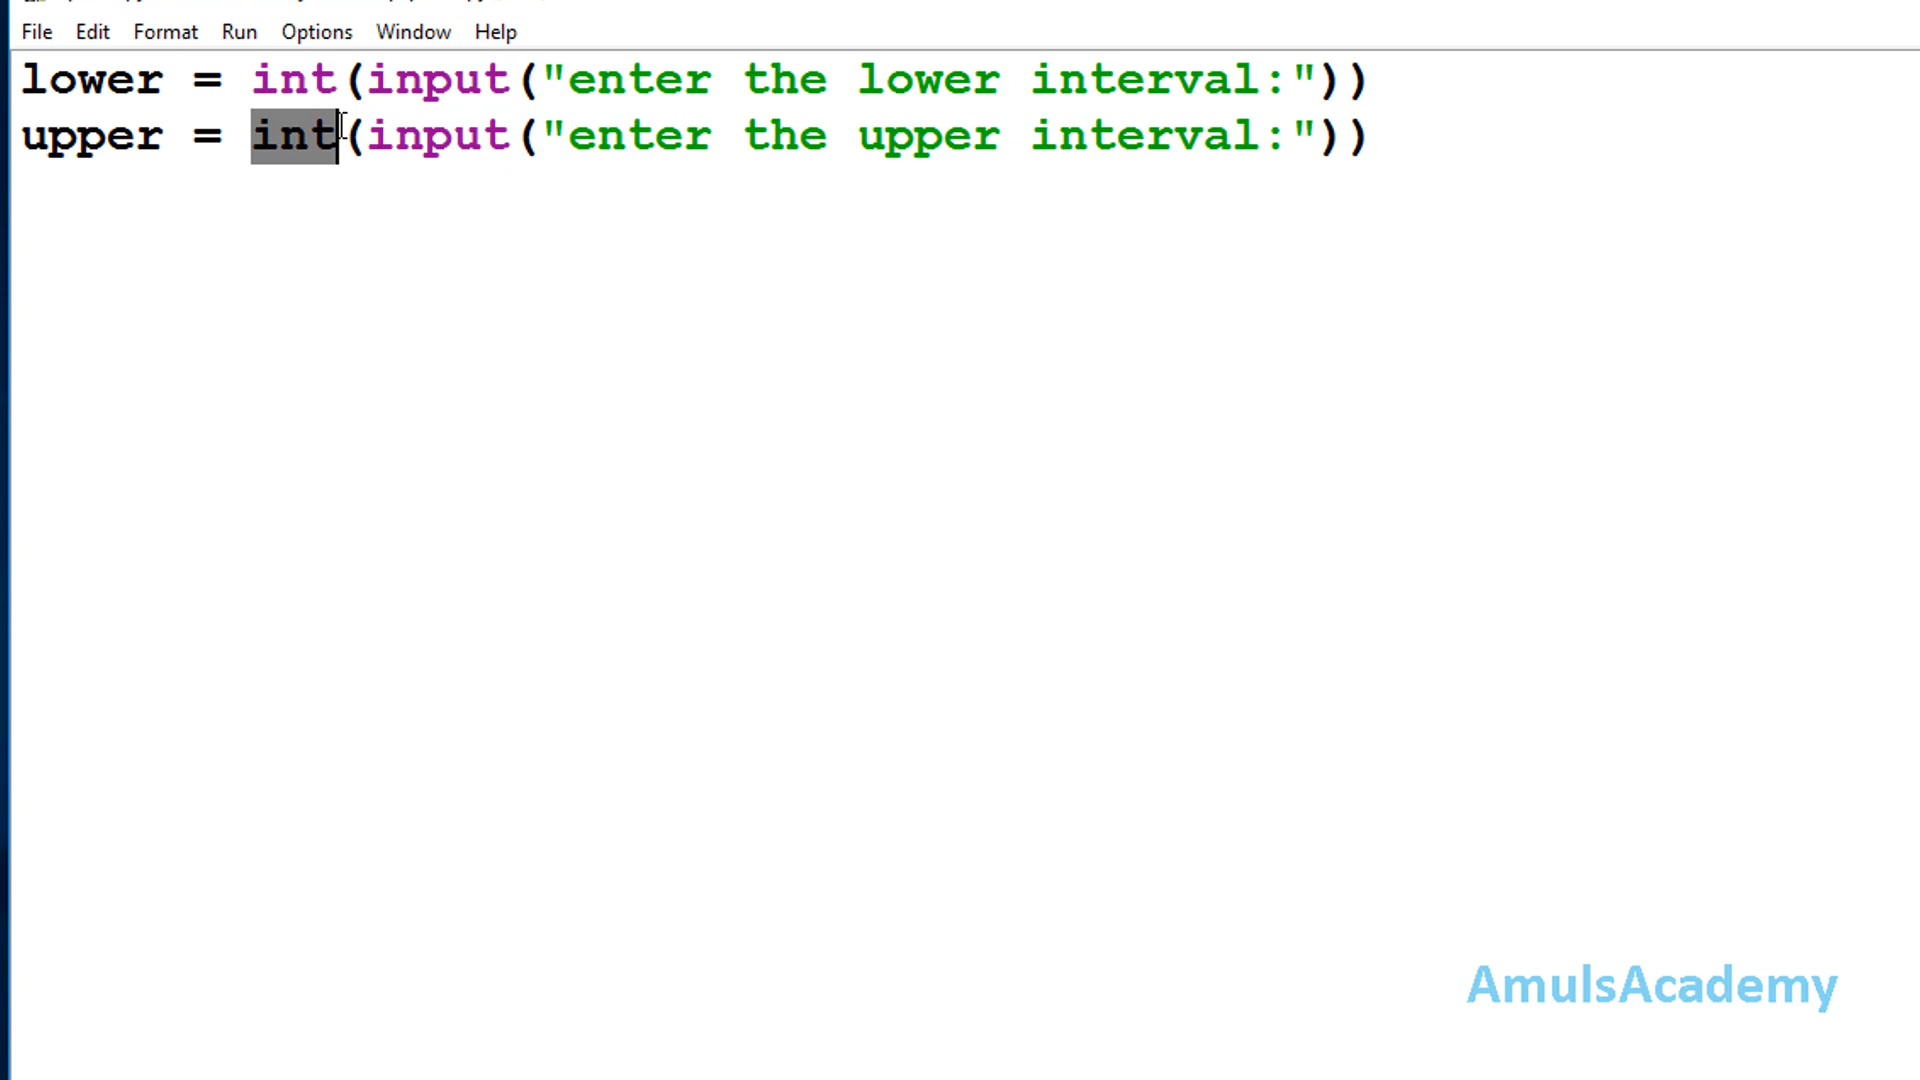 File Edit Format Run Options Window Help
lower = int(input("enter the lower interval:"))
upper = int(input("enter the upper interval:"))
AmulsAcademy